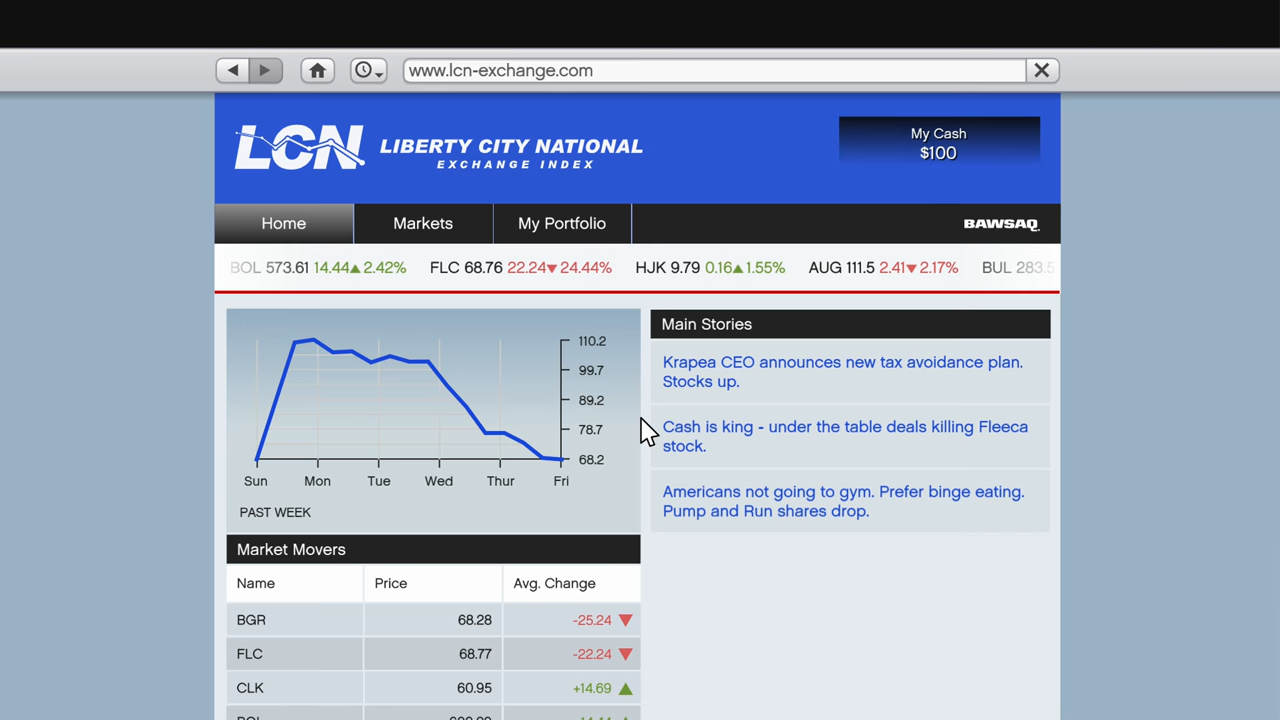 www.lcn-exchange.com
LCN LIBERTY CITY NATIONAL
EXCHANGE INDEX
My Cash
$100
Home Markets My Portfolio BAWSAQ
BOL 573.61 14.44▲2.42% FLC 68.76 22.24▼24.44% HJK 9.79 0.16▲1.55% AUG 111.5 2.41▼2.17% BUL 283.5
110.2
99.7
89.2
78.7
68.2
Sun Mon Tue Wed Thur Fri
PAST WEEK
Market Movers
Name Price Avg. Change
BGR 68.28 -25.24 ▼
FLC 68.77 -22.24 ▼
CLK 60.95 +14.69 ▲
Main Stories
Krapea CEO announces new tax avoidance plan.
Stocks up.
Cash is king - under the table deals killing Fleeca
stock.
Americans not going to gym. Prefer binge eating.
Pump and Run shares drop.